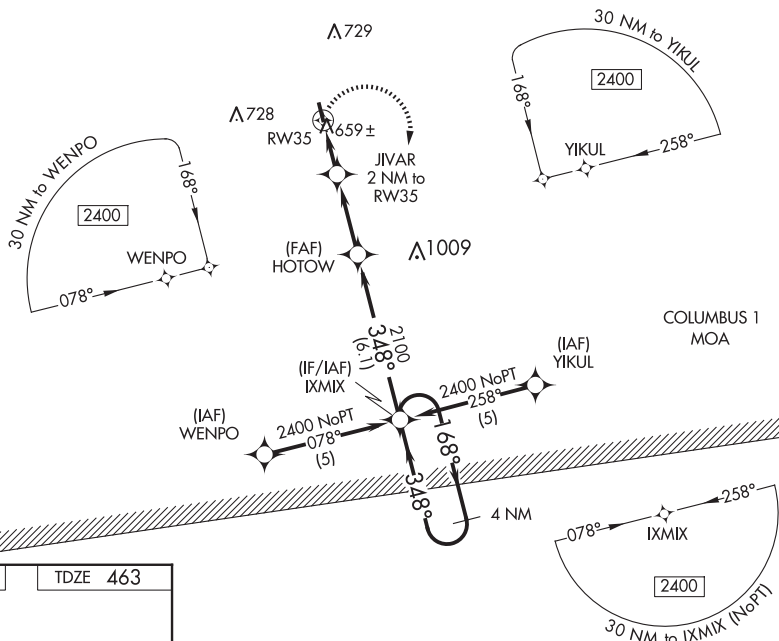 729
30 NM to YIKUL
2400
168°
YIKUL
258°
728
RW35
659 ±
JIVAR
2 NM to
RW35
30 NM to WENPO
168°
2400
WENPO
078°
(FAF)
HOTOW
1009
COLUMBUS 1
MOA
348°
2100
(6.1)
(IF/IAF)
IXMIX
(IAF)
YIKUL
2400 NoPT
258°
(5)
(IAF)
WENPO
2400 NoPT
078°
(5)
168°
348°
4 NM
078°
258°
IXMIX
2400
30 NM to IXMIX (NoPT)
TDZE 463